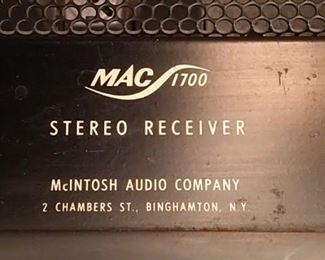 MAC 1700
STEREO RECEIVER
McINTOSH AUDIO COMPANY
2 CHAMBERS ST., BINGHAMTON, N.Y.